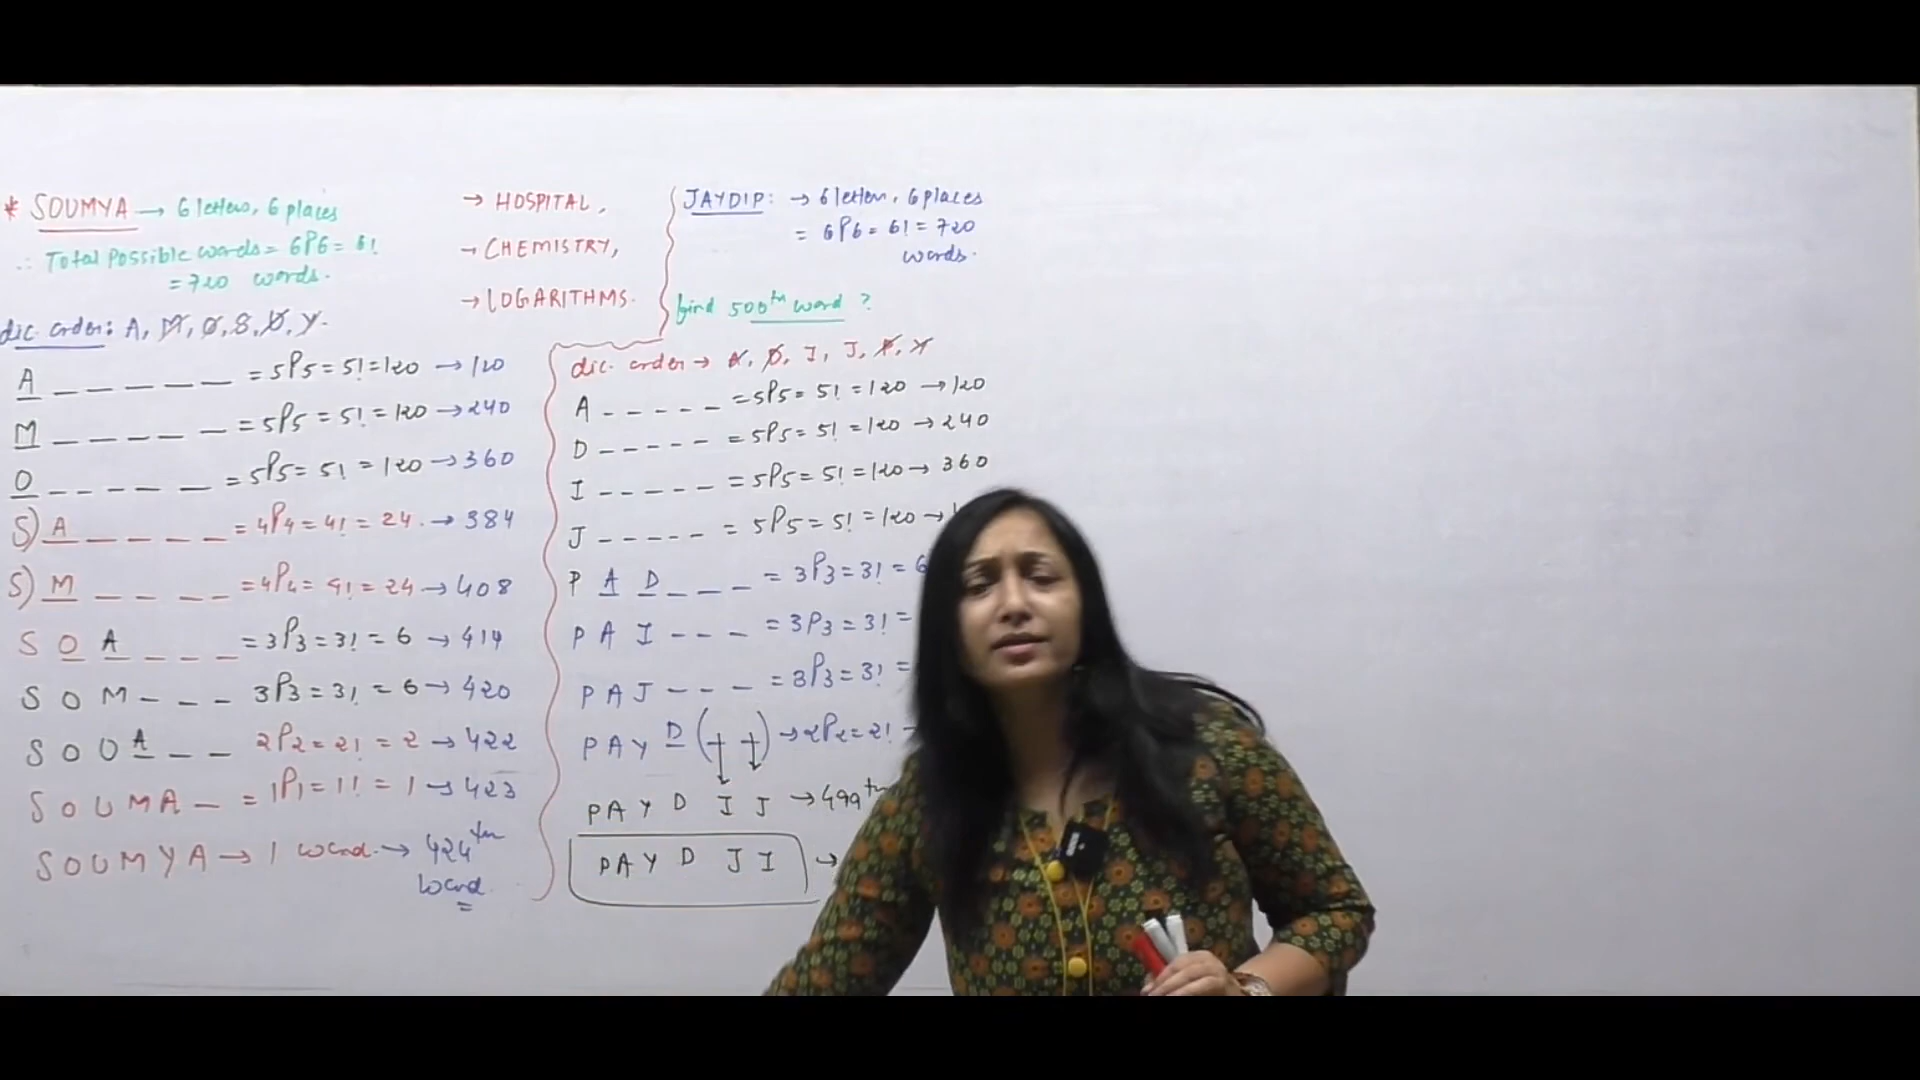 * SOUMYA → 6 letters, 6 places
∴ Total Possible words = 6P6 = 6!
= 720 words.
dic. order: A, M, O, S, U, Y.
A _ _ _ _ _ = 5P5 = 5! = 120 → 120
M _ _ _ _ _ = 5P5 = 5! = 120 → 240
O _ _ _ _ _ = 5P5 = 5! = 120 → 360
S) A _ _ _ _ = 4P4 = 4! = 24. → 384
S) M _ _ _ _ = 4P4 = 4! = 24 → 408
S O A _ _ _ = 3P3 = 3! = 6 → 414
S O M _ _ _ 3P3 = 3! = 6 → 420
S O U A _ _ 2P2 = 2! = 2 → 422
S O U M A _ = 1P1 = 1! = 1 → 423
S O U M Y A → 1 word. → 424th
word.
→ HOSPITAL,
→ CHEMISTRY,
→ LOGARITHMS.
JAYDIP: → 6 letter, 6 places
= 6P6 = 6! = 720
words.
find 500th word ?
dic. order → A, D, I, J, P, Y
A - - - - - = 5P5 = 5! = 120 → 120
D - - - - - = 5P5 = 5! = 120 → 240
I - - - - - = 5P5 = 5! = 120 → 360
J - - - - - = 5P5 = 5! = 120 →
P A D _ _ _ = 3P3 = 3! = 6
P A I - - - = 3P3 = 3! =
P A J - - - = 3P3 = 3! =
P A Y D ( ) → 2P2 = 2!
P A Y D I J → 499th
P A Y D J I →